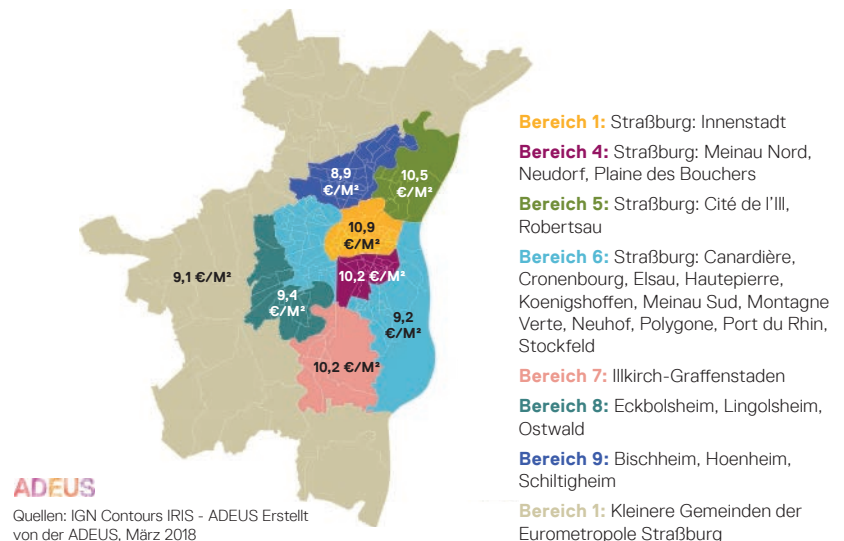 8,9
€/M²
10,5
€/M²
10,9
€/M²
9,1 €/M²
10,2 €/M²
9,4
€/M²
9,2
€/M²
10,2 €/M²
Bereich 1: Straßburg: Innenstadt
Bereich 4: Straßburg: Meinau Nord,
Neudorf, Plaine des Bouchers
Bereich 5: Straßburg: Cité de l'Ill,
Robertsau
Bereich 6: Straßburg: Canardière,
Cronenbourg, Elsau, Hautepierre,
Koenigshoffen, Meinau Sud, Montagne
Verte, Neuhof, Polygone, Port du Rhin,
Stockfeld
Bereich 7: Illkirch-Graffenstaden
Bereich 8: Eckbolsheim, Lingolsheim,
Ostwald
Bereich 9: Bischheim, Hoenheim,
Schiltigheim
Bereich 1: Kleinere Gemeinden der
Eurometropole Straßburg
ADEUS
Quellen: IGN Contours IRIS - ADEUS Erstellt
von der ADEUS, März 2018